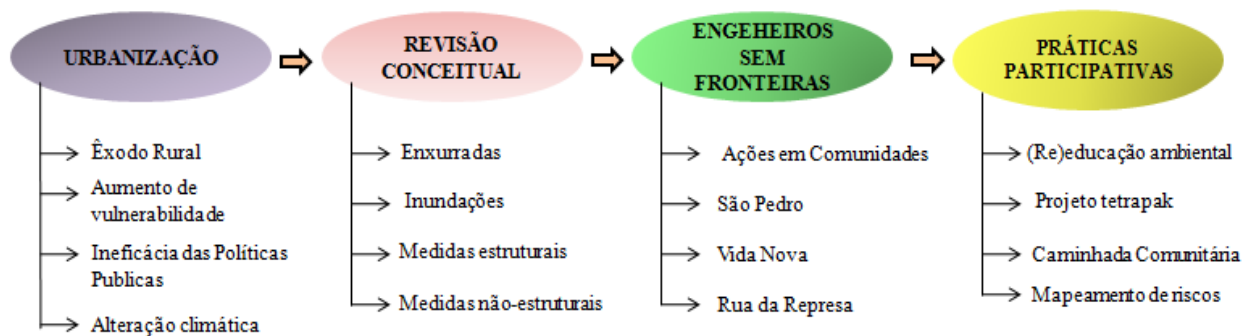 URBANIZAÇÃO
Êxodo Rural
Aumento de
vulnerabilidade
Ineficácia das Políticas
Publicas
Alteração climática
REVISÃO
CONCEITUAL
Enxurradas
Inundações
Medidas estruturais
Medidas não-estruturais
ENGEHEIROS
SEM
FRONTEIRAS
Ações em Comunidades
São Pedro
Vida Nova
Rua da Represa
PRÁTICAS
PARTICIPATIVAS
(Re)educação ambiental
Projeto tetrapak
Caminhada Comunitária
Mapeamento de riscos